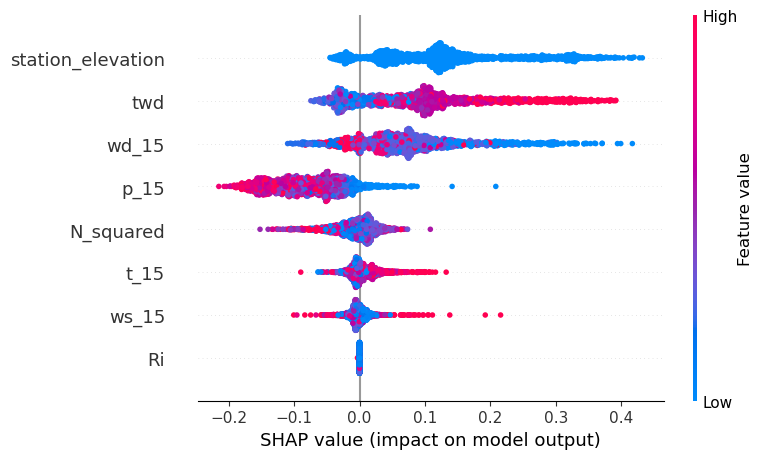 High
station_elevation
twd
wd_15
p_15
N_squared
t_15
ws_15
Ri
Feature value
Low
−0.2 −0.1 0.0 0.1 0.2 0.3 0.4
SHAP value (impact on model output)